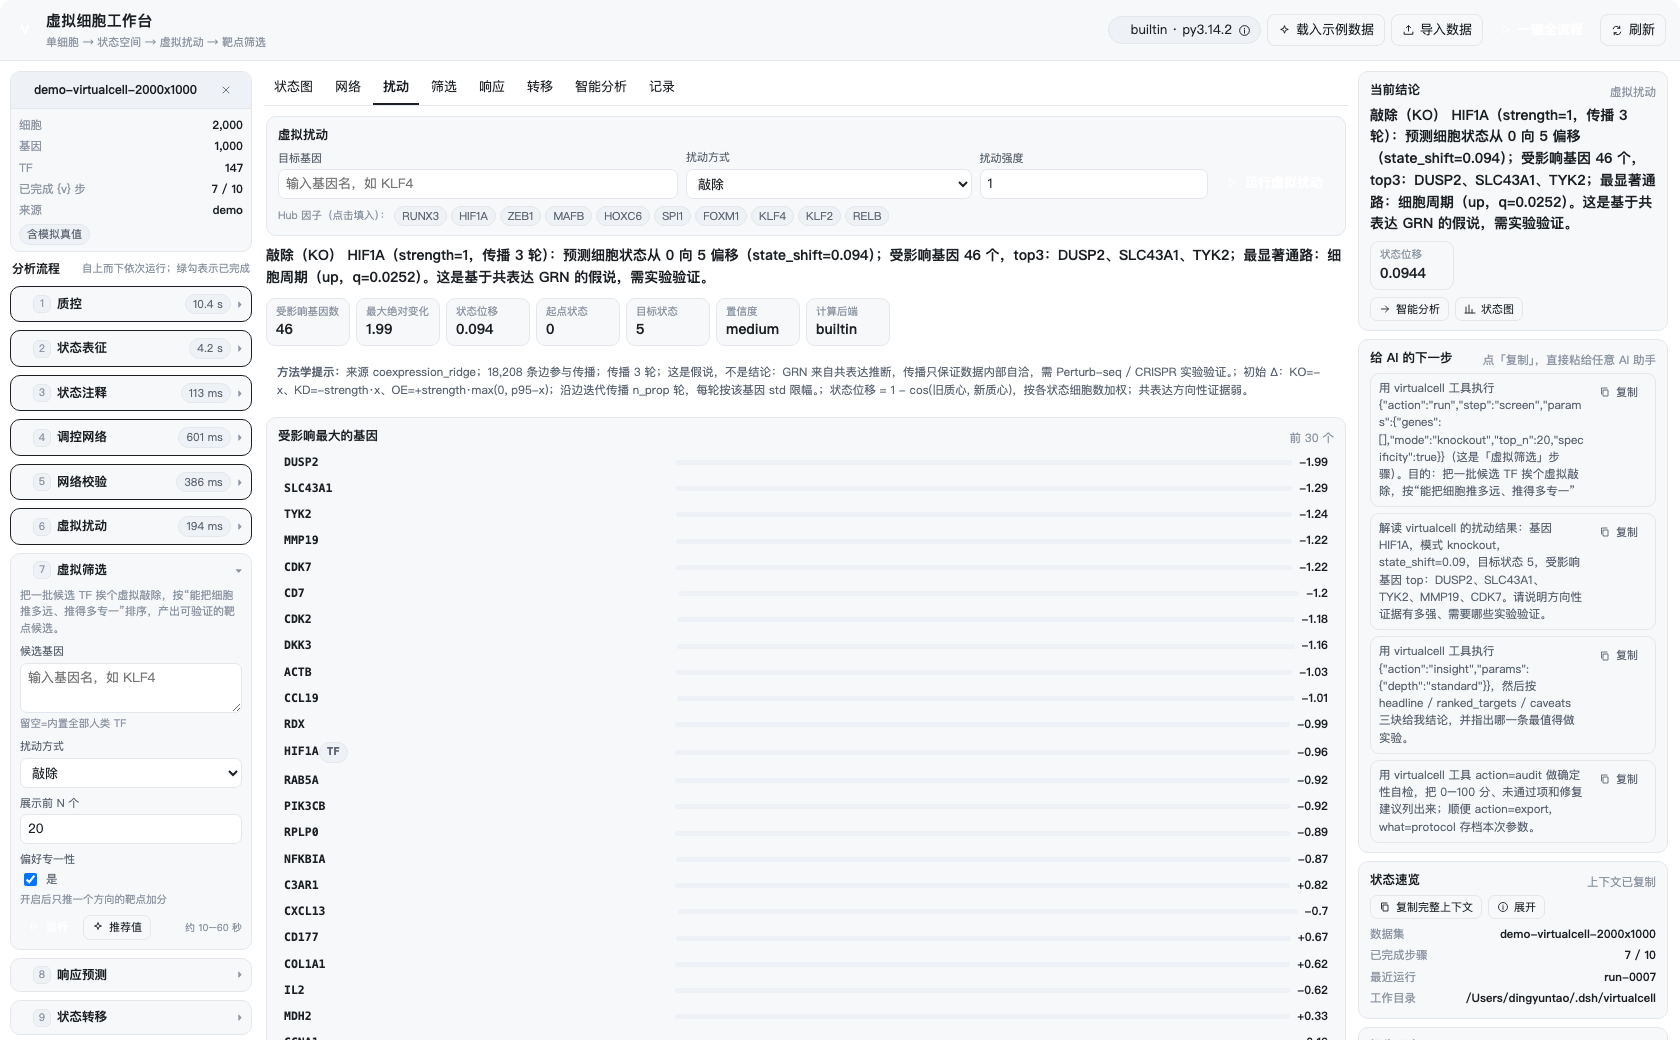 虚拟细胞工作台
单细胞 → 状态空间 → 虚拟扰动 → 靶点筛选
builtin · py3.14.2
载入示例数据
导入数据
一键全流程
刷新
demo-virtualcell-2000x1000
细胞 2,000
基因 1,000
TF 147
已完成 {v} 步 7 / 10
来源 demo
含模拟真值
分析流程 自上而下依次运行；绿勾表示已完成
1 质控 10.4 s
2 状态表征 4.2 s
3 状态注释 113 ms
4 调控网络 601 ms
5 网络校验 386 ms
6 虚拟扰动 194 ms
7 虚拟筛选
把一批候选 TF 挨个虚拟敲除，按“能把细胞
推多远、推得多专一”排序，产出可验证的靶
点候选。
候选基因
输入基因名，如 KLF4
留空=内置全部人类 TF
扰动方式
敲除
展示前 N 个
20
偏好专一性
是
开启后只推一个方向的靶点加分
运行
推荐值
约 10–60 秒
8 响应预测
9 状态转移
状态图 网络 扰动 筛选 响应 转移 智能分析 记录
虚拟扰动
目标基因 扰动方式 扰动强度
输入基因名，如 KLF4 敲除 1 运行虚拟扰动
Hub 因子（点击填入）： RUNX3 HIF1A ZEB1 MAFB HOXC6 SPI1 FOXM1 KLF4 KLF2 RELB
敲除（KO） HIF1A（strength=1，传播 3 轮）：预测细胞状态从 0 向 5 偏移（state_shift=0.094）；受影响基因 46 个，top3：DUSP2、SLC43A1、TYK2；最显著通路：细
胞周期（up，q=0.0252）。这是基于共表达 GRN 的假说，需实验验证。
受影响基因数 46
最大绝对变化 1.99
状态位移 0.094
起点状态 0
目标状态 5
置信度 medium
计算后端 builtin
方法学提示：来源 coexpression_ridge；18,208 条边参与传播；传播 3 轮；这是假说，不是结论：GRN 来自共表达推断，传播只保证数据内部自洽，需 Perturb-seq / CRISPR 实验验证。；初始 Δ：KO=−
x、KD=−strength·x、OE=+strength·max(0, p95−x)；沿边迭代传播 n_prop 轮，每轮按该基因 std 限幅。；状态位移 = 1 − cos(旧质心, 新质心)，按各状态细胞数加权；共表达方向性证据弱。
受影响最大的基因 前 30 个
DUSP2 −1.99
SLC43A1 −1.29
TYK2 −1.24
MMP19 −1.22
CDK7 −1.22
CD7 −1.2
CDK2 −1.18
DKK3 −1.16
ACTB −1.03
CCL19 −1.01
RDX −0.99
HIF1A TF −0.96
RAB5A −0.92
PIK3CB −0.92
RPLP0 −0.89
NFKBIA −0.87
C3AR1 +0.82
CXCL13 −0.7
CD177 +0.67
COL1A1 +0.62
IL2 −0.62
MDH2 +0.33
当前结论 虚拟扰动
敲除（KO） HIF1A（strength=1，传播 3
轮）：预测细胞状态从 0 向 5 偏移
（state_shift=0.094）；受影响基因 46 个，
top3：DUSP2、SLC43A1、TYK2；最显著通
路：细胞周期（up，q=0.0252）。这是基于共
表达 GRN 的假说，需实验验证。
状态位移
0.0944
智能分析
状态图
给 AI 的下一步 点「复制」，直接粘给任意 AI 助手
用 virtualcell 工具执行
{"action":"run","step":"screen","param
s":{"genes":
[],"mode":"knockout","top_n":20,"spec
ificity":true}}（这是「虚拟筛选」步
骤）。目的：把一批候选 TF 挨个虚拟敲
除，按“能把细胞推多远、推得多专一”
复制
解读 virtualcell 的扰动结果：基因
HIF1A，模式 knockout，
state_shift=0.09，目标状态 5，受影响
基因 top：DUSP2、SLC43A1、
TYK2、MMP19、CDK7。请说明方向性
证据有多强、需要哪些实验验证。
复制
用 virtualcell 工具执行
{"action":"insight","params":
{"depth":"standard"}}，然后按
headline / ranked_targets / caveats
三块给我结论，并指出哪一条最值得做
实验。
复制
用 virtualcell 工具 action=audit 做确定
性自检，把 0–100 分、未通过项和修复
建议列出来；顺便 action=export,
what=protocol 存档本次参数。
复制
状态速览 上下文已复制
复制完整上下文
展开
数据集 demo-virtualcell-2000x1000
已完成步骤 7 / 10
最近运行 run-0007
工作目录 /Users/dingyuntao/.dsh/virtualcell